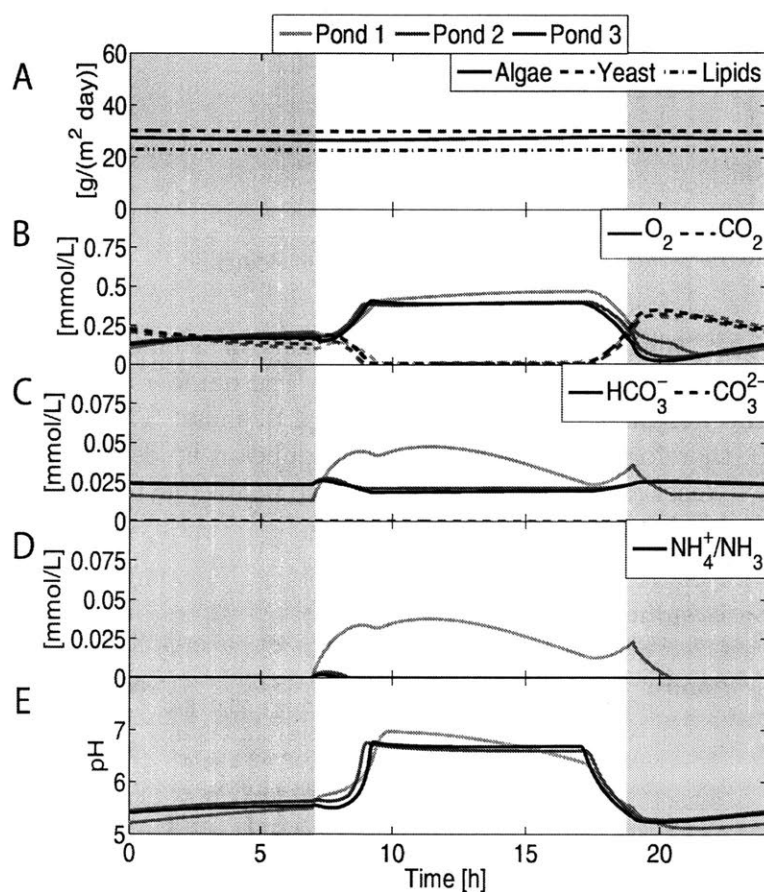 Pond 1 Pond 2 Pond 3
A
60
40
20
0
[g/(m² day)]
Algae Yeast Lipids
B
0.75
0.5
0.25
0
[mmol/L]
O₂ CO₂
C
0.075
0.05
0.025
0
[mmol/L]
HCO₃⁻ CO₃²⁻
D
0.075
0.05
0.025
0
[mmol/L]
NH₄⁺/NH₃
E
7
6
5
pH
0 5 10 15 20
Time [h]